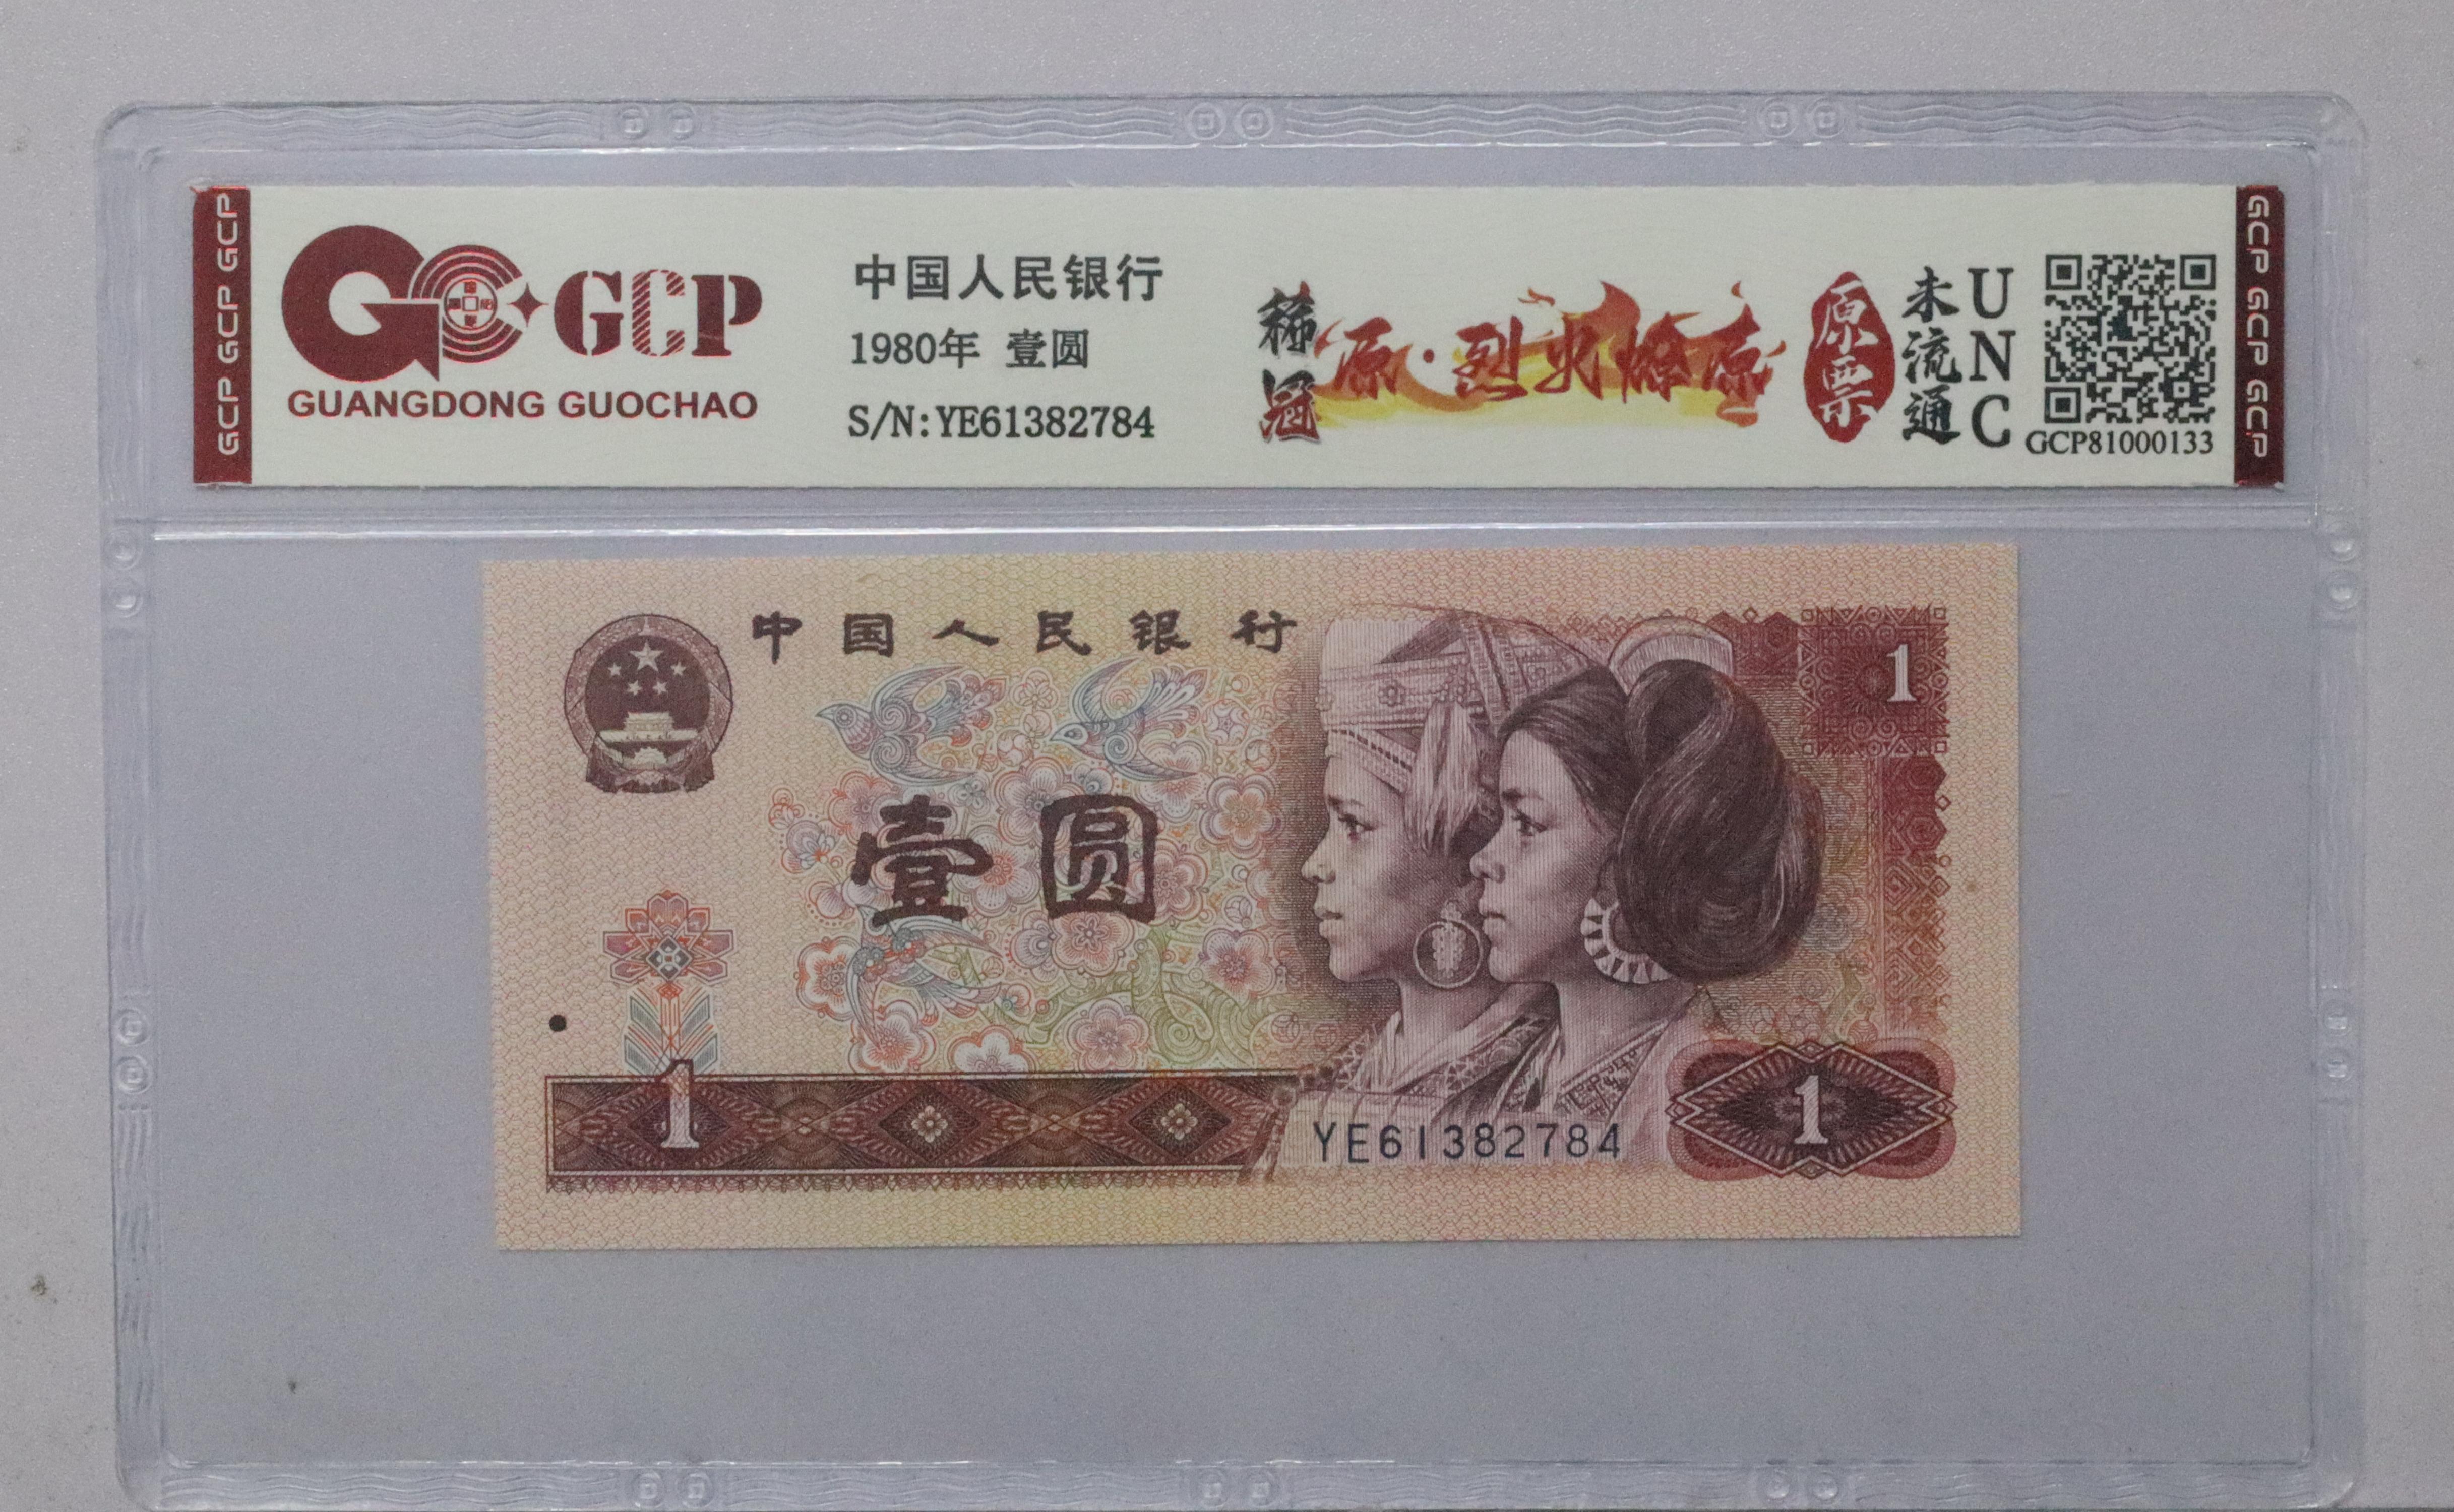 GCP GCP GCP
GCP
GUANGDONG GUOCHAO
中国人民银行
1980年 壹圆
S/N:YE61382784
稀冠
原·烈火燎原
原票
未流通
UNC
GCP81000133
GCP GCP GCP
中国人民银行
1
壹圆
1
1
YE61382784